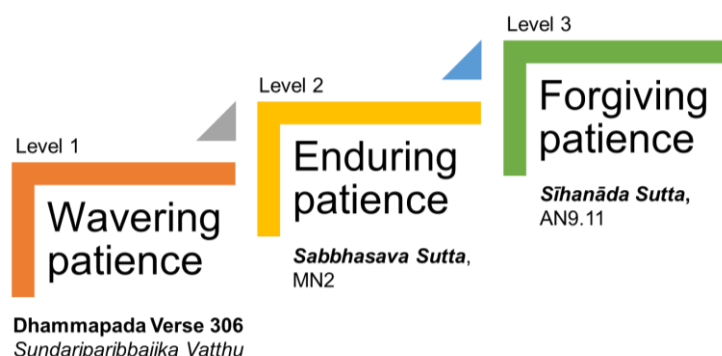 Level 1
Wavering
patience
Dhammapada Verse 306
Sundariparibbajika Vatthu
Level 2
Enduring
patience
Sabbhasava Sutta,
MN2
Level 3
Forgiving
patience
Sīhanāda Sutta,
AN9.11